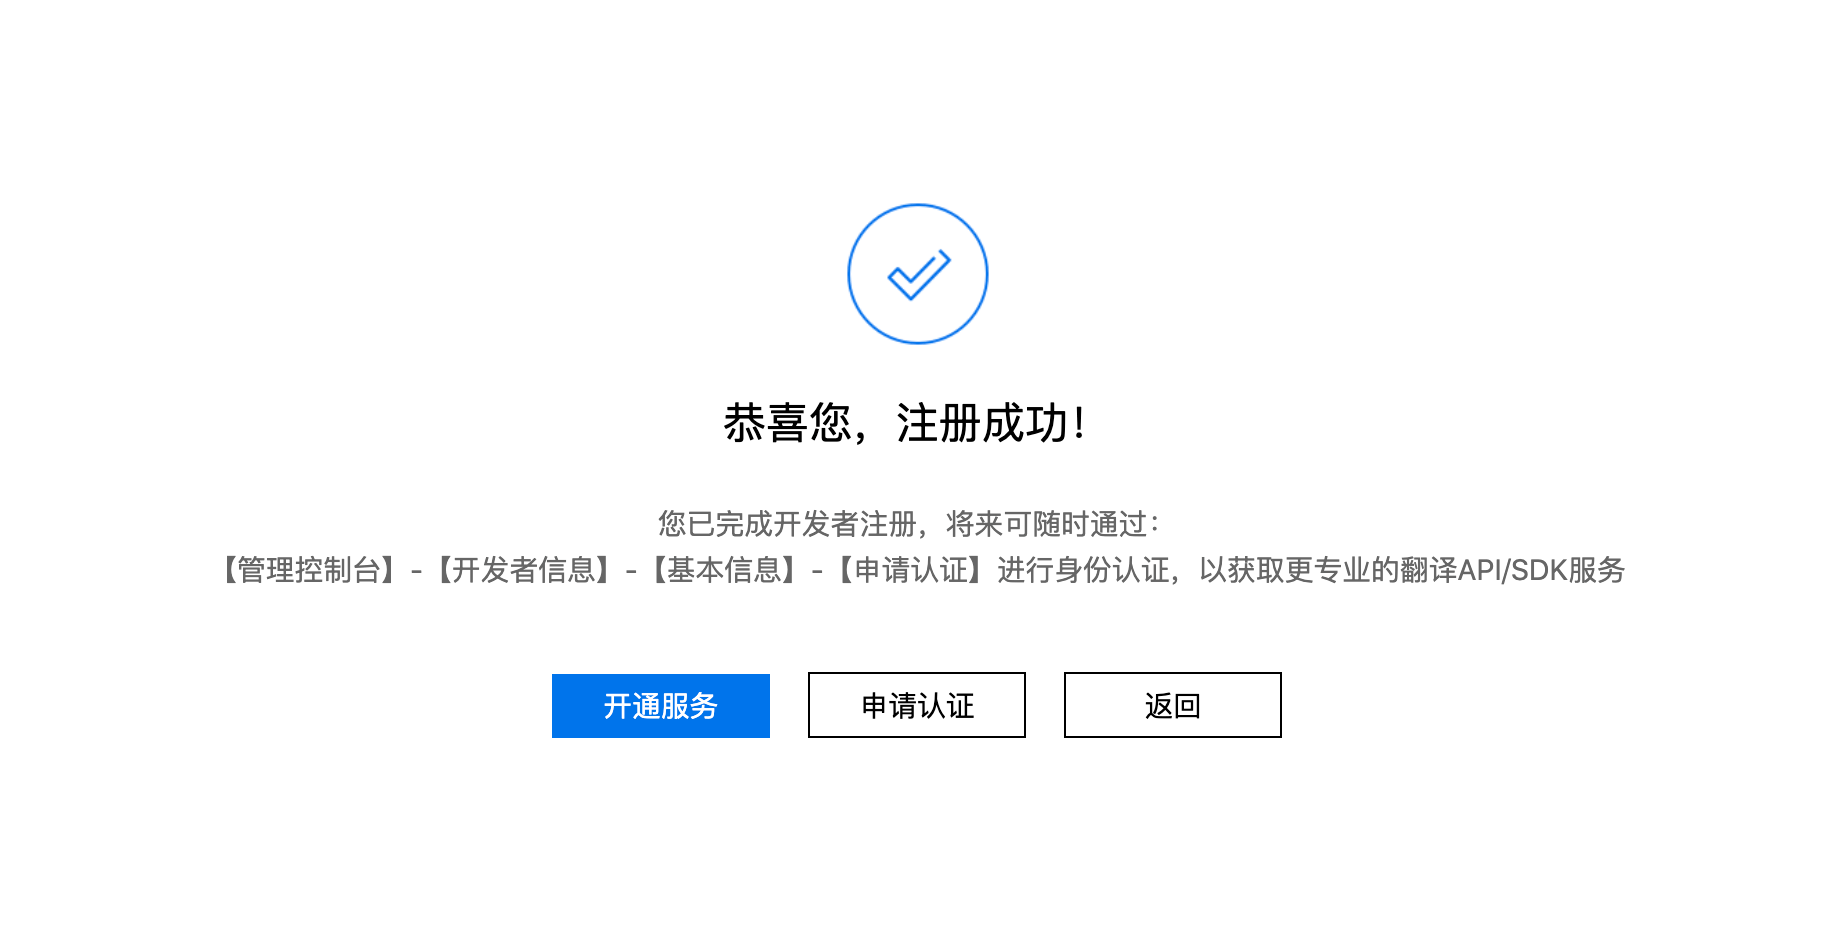 恭喜您，注册成功！
您已完成开发者注册，将来可随时通过：
【管理控制台】-【开发者信息】-【基本信息】-【申请认证】进行身份认证，以获取更专业的翻译API/SDK服务
开通服务
申请认证
返回